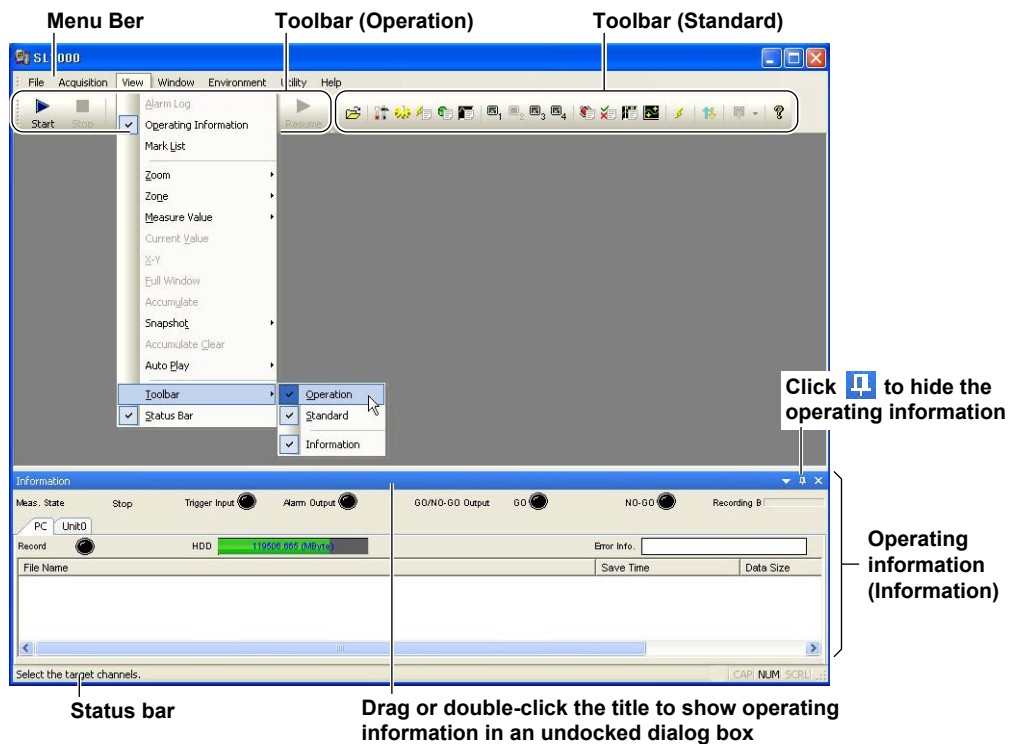 Menu Ber
Toolbar (Operation)
Toolbar (Standard)
File Acquisition View Window Environment Utility Help
Start Stop
Resume
1 2 3 4
Alarm Log
Operating Information
Mark List
Zoom
Zone
Measure Value
Current Value
X-Y
Full Window
Accumulate
Snapshot
Accumulate Clear
Auto Play
Toolbar
Status Bar
Operation
Standard
Information
Click to hide the
operating information
Information
Meas. State Stop Trigger Input Alarm Output GO/NO-GO Output GO NO-GO Recording B
PC Unit0
Record HDD 119506.665 (MByte) Error Info.
File Name Save Time Data Size
Operating
information
(Information)
Select the target channels. CAP NUM SCRL
Status bar
Drag or double-click the title to show operating
information in an undocked dialog box